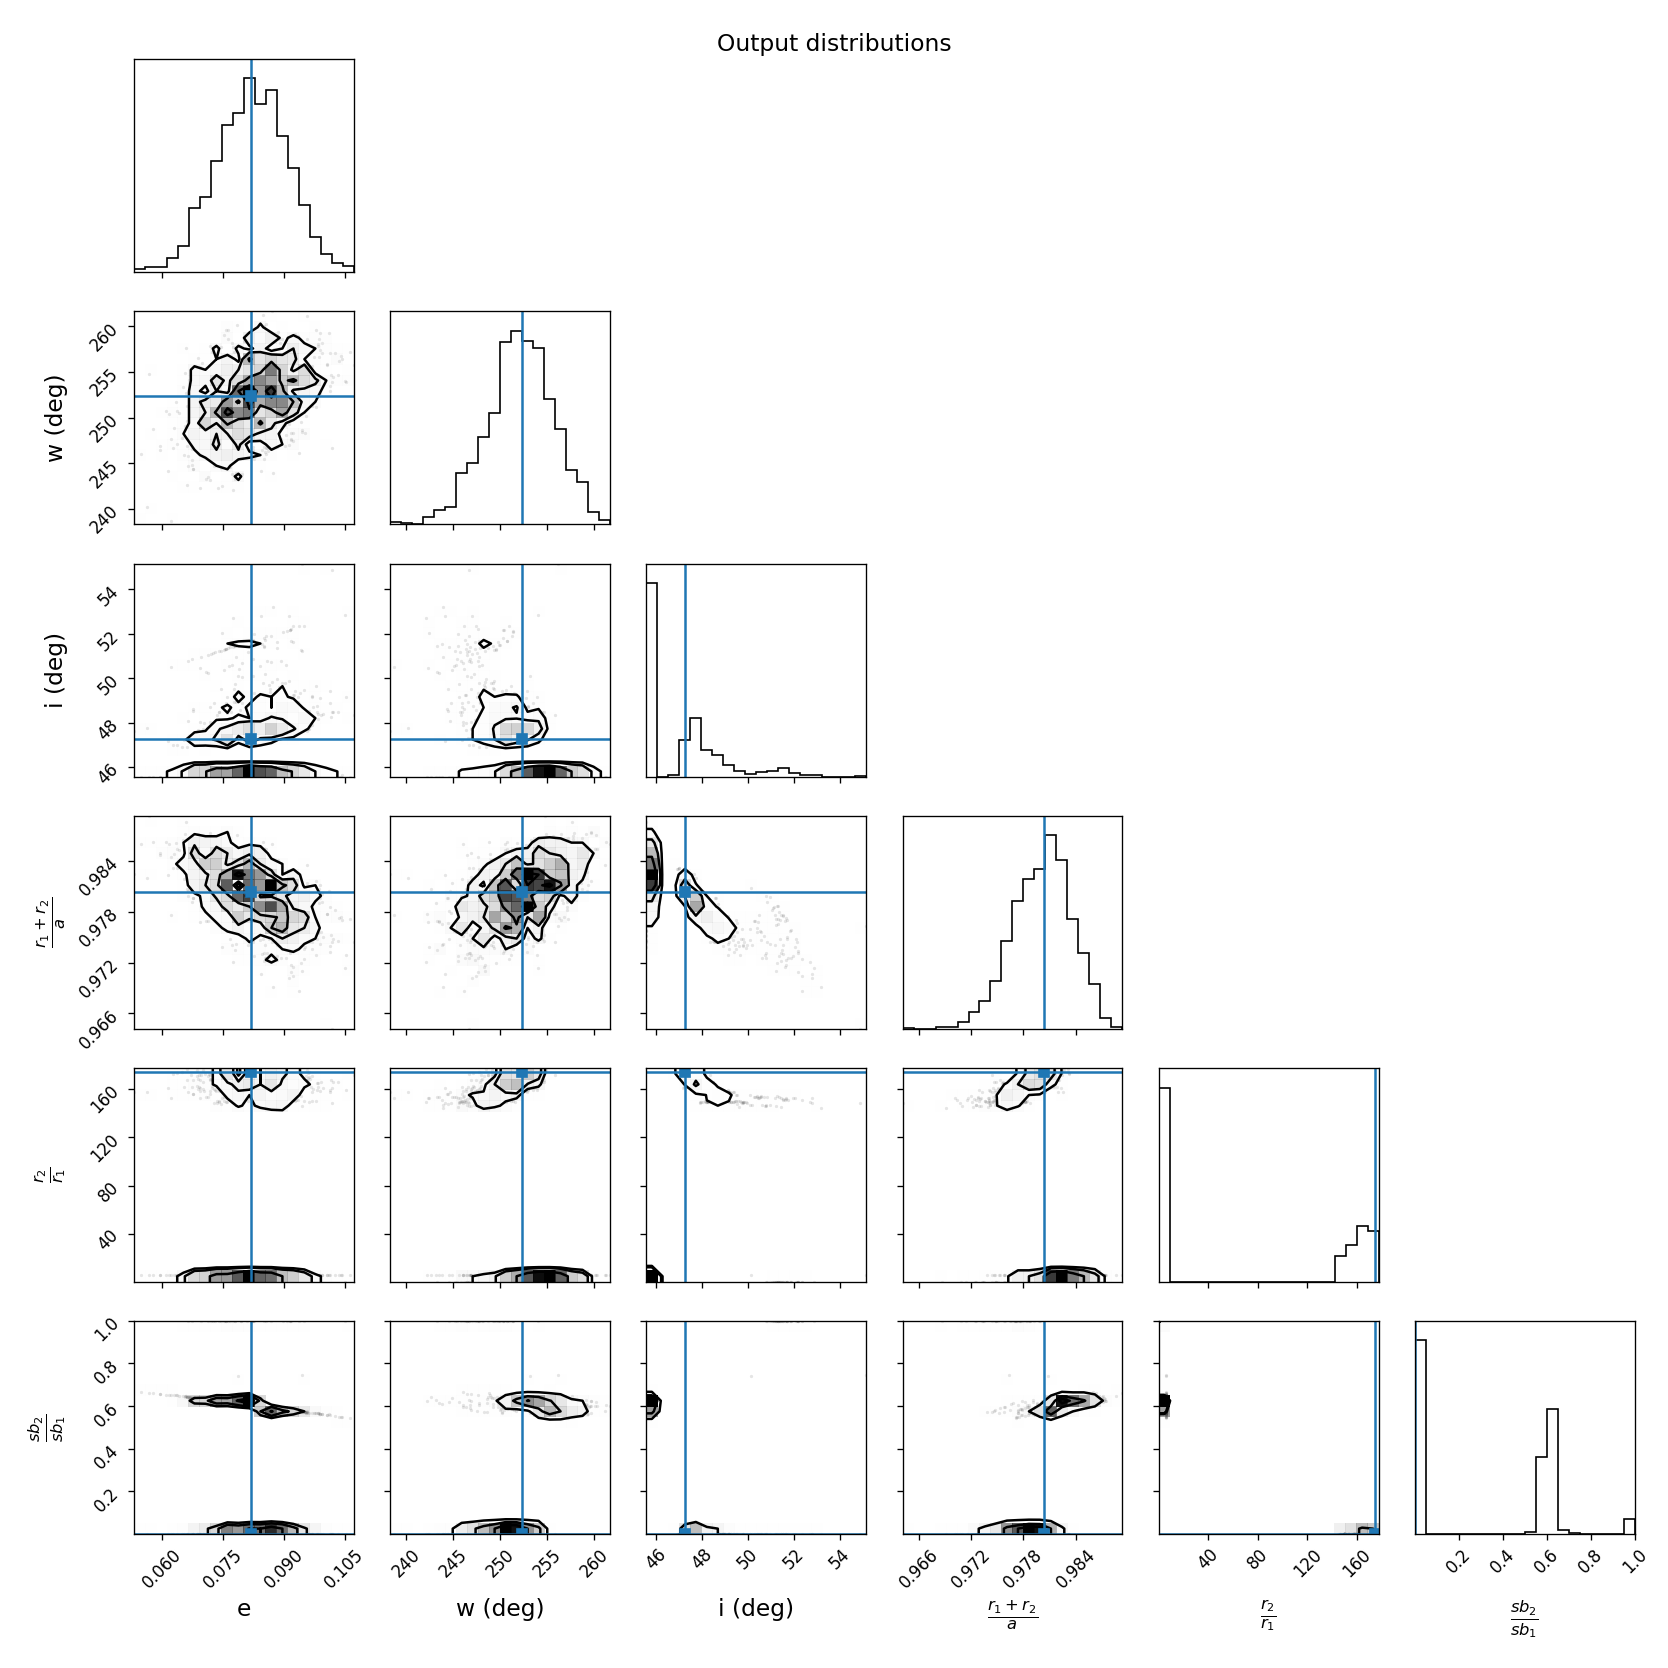 Output distributions
260
255
250
245
240
w (deg)
54
52
50
48
46
i (deg)
0.984
0.978
0.972
0.966
r₁ + r₂
a
160
120
80
40
r₂
r₁
1.0
0.8
0.6
0.4
0.2
sb₂
sb₁
0.060 0.075 0.090 0.105 240 245 250 255 260 46 48 50 52 54 0.966 0.972 0.978 0.984 40 80 120 160 0.2 0.4 0.6 0.8 1.0
e w (deg) i (deg) r₁ + r₂ r₂ sb₂
a r₁ sb₁